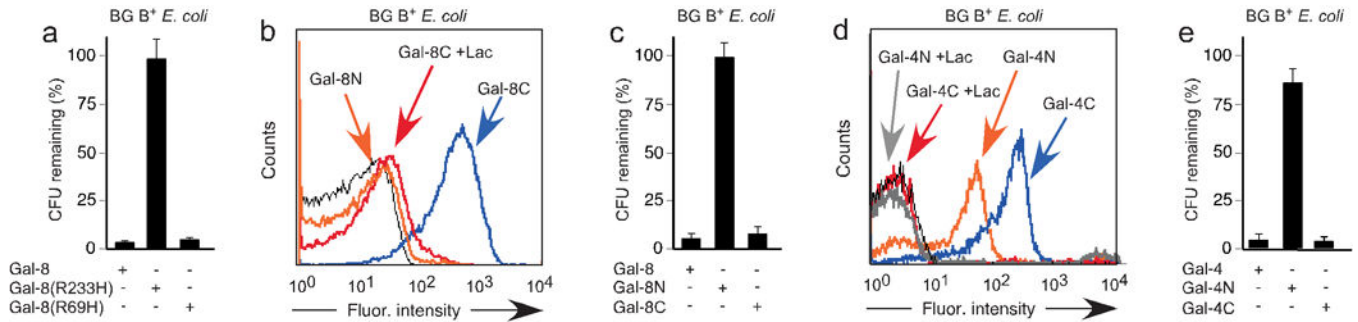 a
BG B⁺ E. coli
CFU remaining (%)
100
75
50
25
0
Gal-8 + - -
Gal-8(R233H) - + -
Gal-8(R69H) - - +
b
BG B⁺ E. coli
Counts
Gal-8N
Gal-8C +Lac
Gal-8C
10⁰ 10¹ 10² 10³ 10⁴
Fluor. intensity
c
BG B⁺ E. coli
CFU remaining (%)
100
75
50
25
0
Gal-8 + - -
Gal-8N - + -
Gal-8C - - +
d
BG B⁺ E. coli
Counts
Gal-4N +Lac
Gal-4C +Lac
Gal-4N
Gal-4C
10⁰ 10¹ 10² 10³ 10⁴
Fluor. intensity
e
BG B⁺ E. coli
CFU remaining (%)
100
75
50
25
0
Gal-4 + - -
Gal-4N - + -
Gal-4C - - +